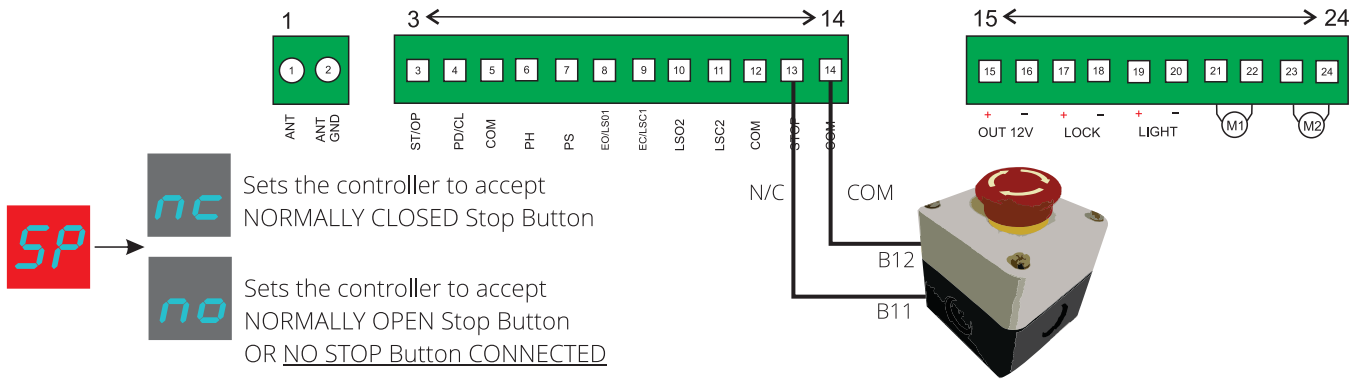 1
3 14
15 24
1 2
3 4 5 6 7 8 9 10 11 12 13 14
15 16 17 18 19 20 21 22 23 24
ANT
ANT
GND
ST/OP
PD/CL
COM
PH
PS
EO/LSO1
EC/LSC1
LSO2
LSC2
COM
STOP
COM
+ - + - + -
OUT 12V LOCK LIGHT M1 M2
N/C COM
nc
Sets the controller to accept
NORMALLY CLOSED Stop Button
SP
B12
no
Sets the controller to accept
NORMALLY OPEN Stop Button
OR NO STOP Button CONNECTED
B11